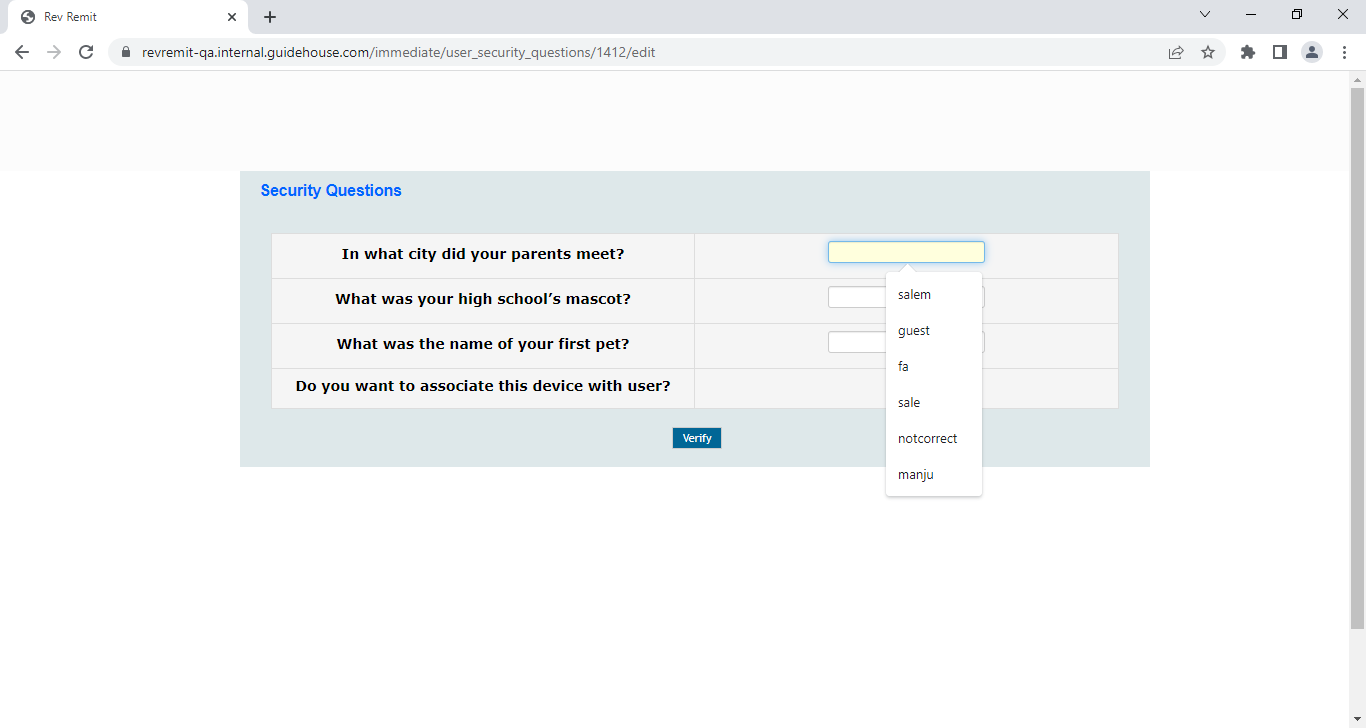 Rev Remit
revremit-qa.internal.guidehouse.com/immediate/user_security_questions/1412/edit
Security Questions
In what city did your parents meet?
What was your high school’s mascot?
What was the name of your first pet?
Do you want to associate this device with user?
salem
guest
fa
sale
notcorrect
manju
Verify